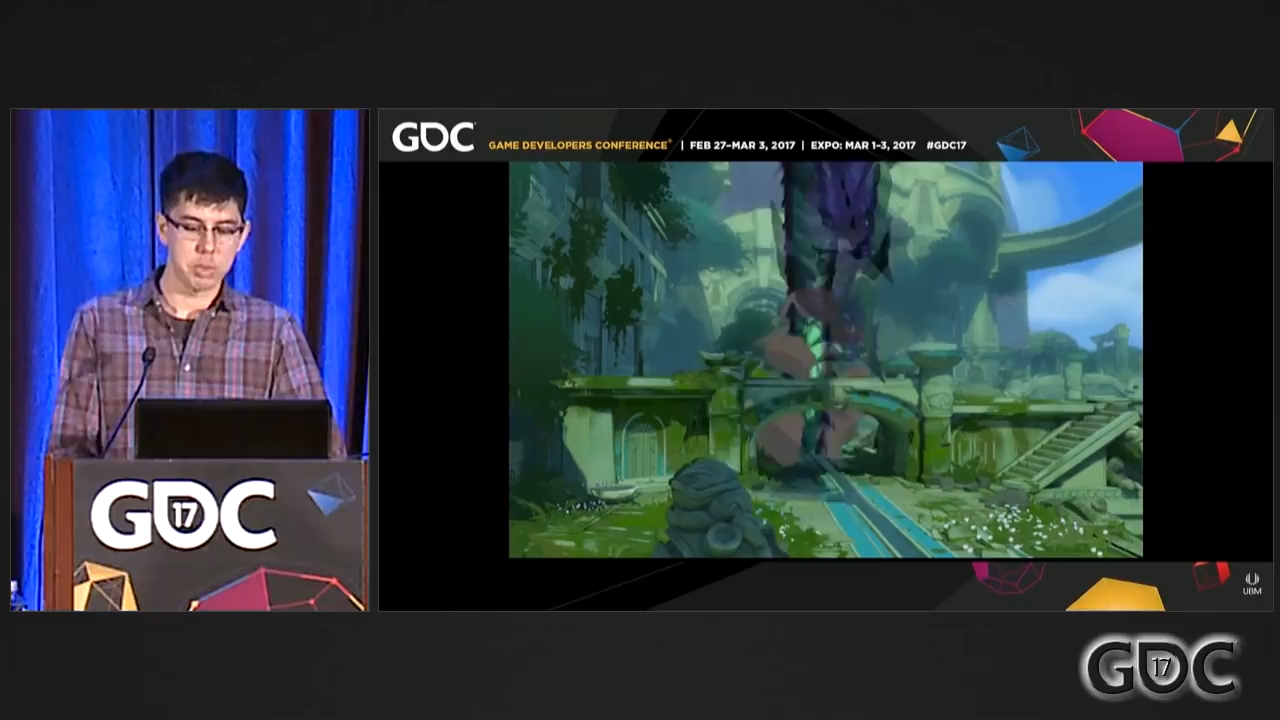 GDC GAME DEVELOPERS CONFERENCE® | FEB 27–MAR 3, 2017 | EXPO: MAR 1–3, 2017 #GDC17
GDC
17
UBM
GDC
17